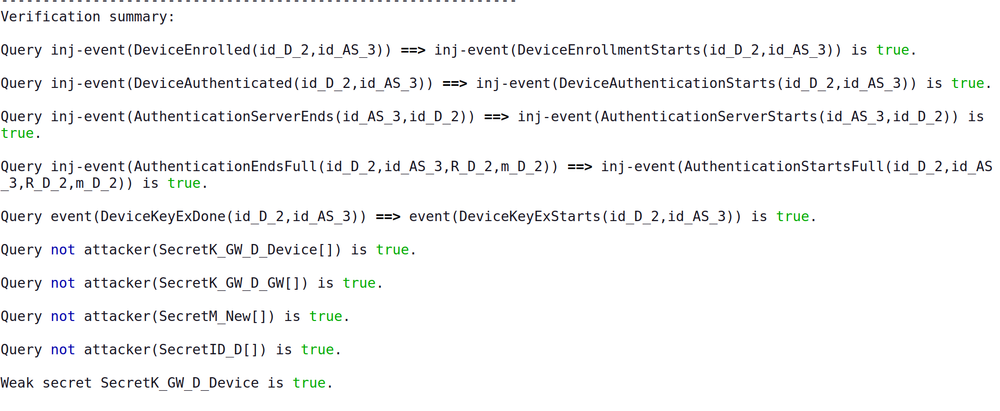 --------------------------------------------------------------
Verification summary:
Query inj-event(DeviceEnrolled(id_D_2,id_AS_3)) ==> inj-event(DeviceEnrollmentStarts(id_D_2,id_AS_3)) is true.
Query inj-event(DeviceAuthenticated(id_D_2,id_AS_3)) ==> inj-event(DeviceAuthenticationStarts(id_D_2,id_AS_3)) is true.
Query inj-event(AuthenticationServerEnds(id_AS_3,id_D_2)) ==> inj-event(AuthenticationServerStarts(id_AS_3,id_D_2)) is
true.
Query inj-event(AuthenticationEndsFull(id_D_2,id_AS_3,R_D_2,m_D_2)) ==> inj-event(AuthenticationStartsFull(id_D_2,id_AS
_3,R_D_2,m_D_2)) is true.
Query event(DeviceKeyExDone(id_D_2,id_AS_3)) ==> event(DeviceKeyExStarts(id_D_2,id_AS_3)) is true.
Query not attacker(SecretK_GW_D_Device[]) is true.
Query not attacker(SecretK_GW_D_GW[]) is true.
Query not attacker(SecretM_New[]) is true.
Query not attacker(SecretID_D[]) is true.
Weak secret SecretK_GW_D_Device is true.